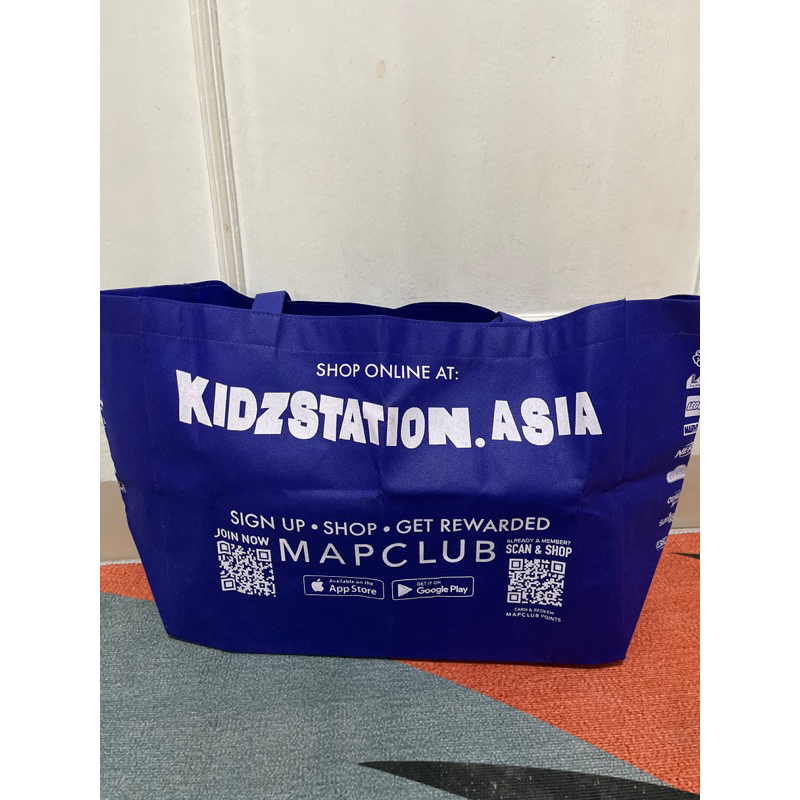 SHOP ONLINE AT:
KIDZSTATION.ASIA
SIGN UP • SHOP • GET REWARDED
JOIN NOW
MAPCLUB
ALREADY A MEMBER?
SCAN & SHOP
Available on the
App Store
GET IT ON
Google Play
EARN & REDEEM
MAPCLUB POINTS
LEGO